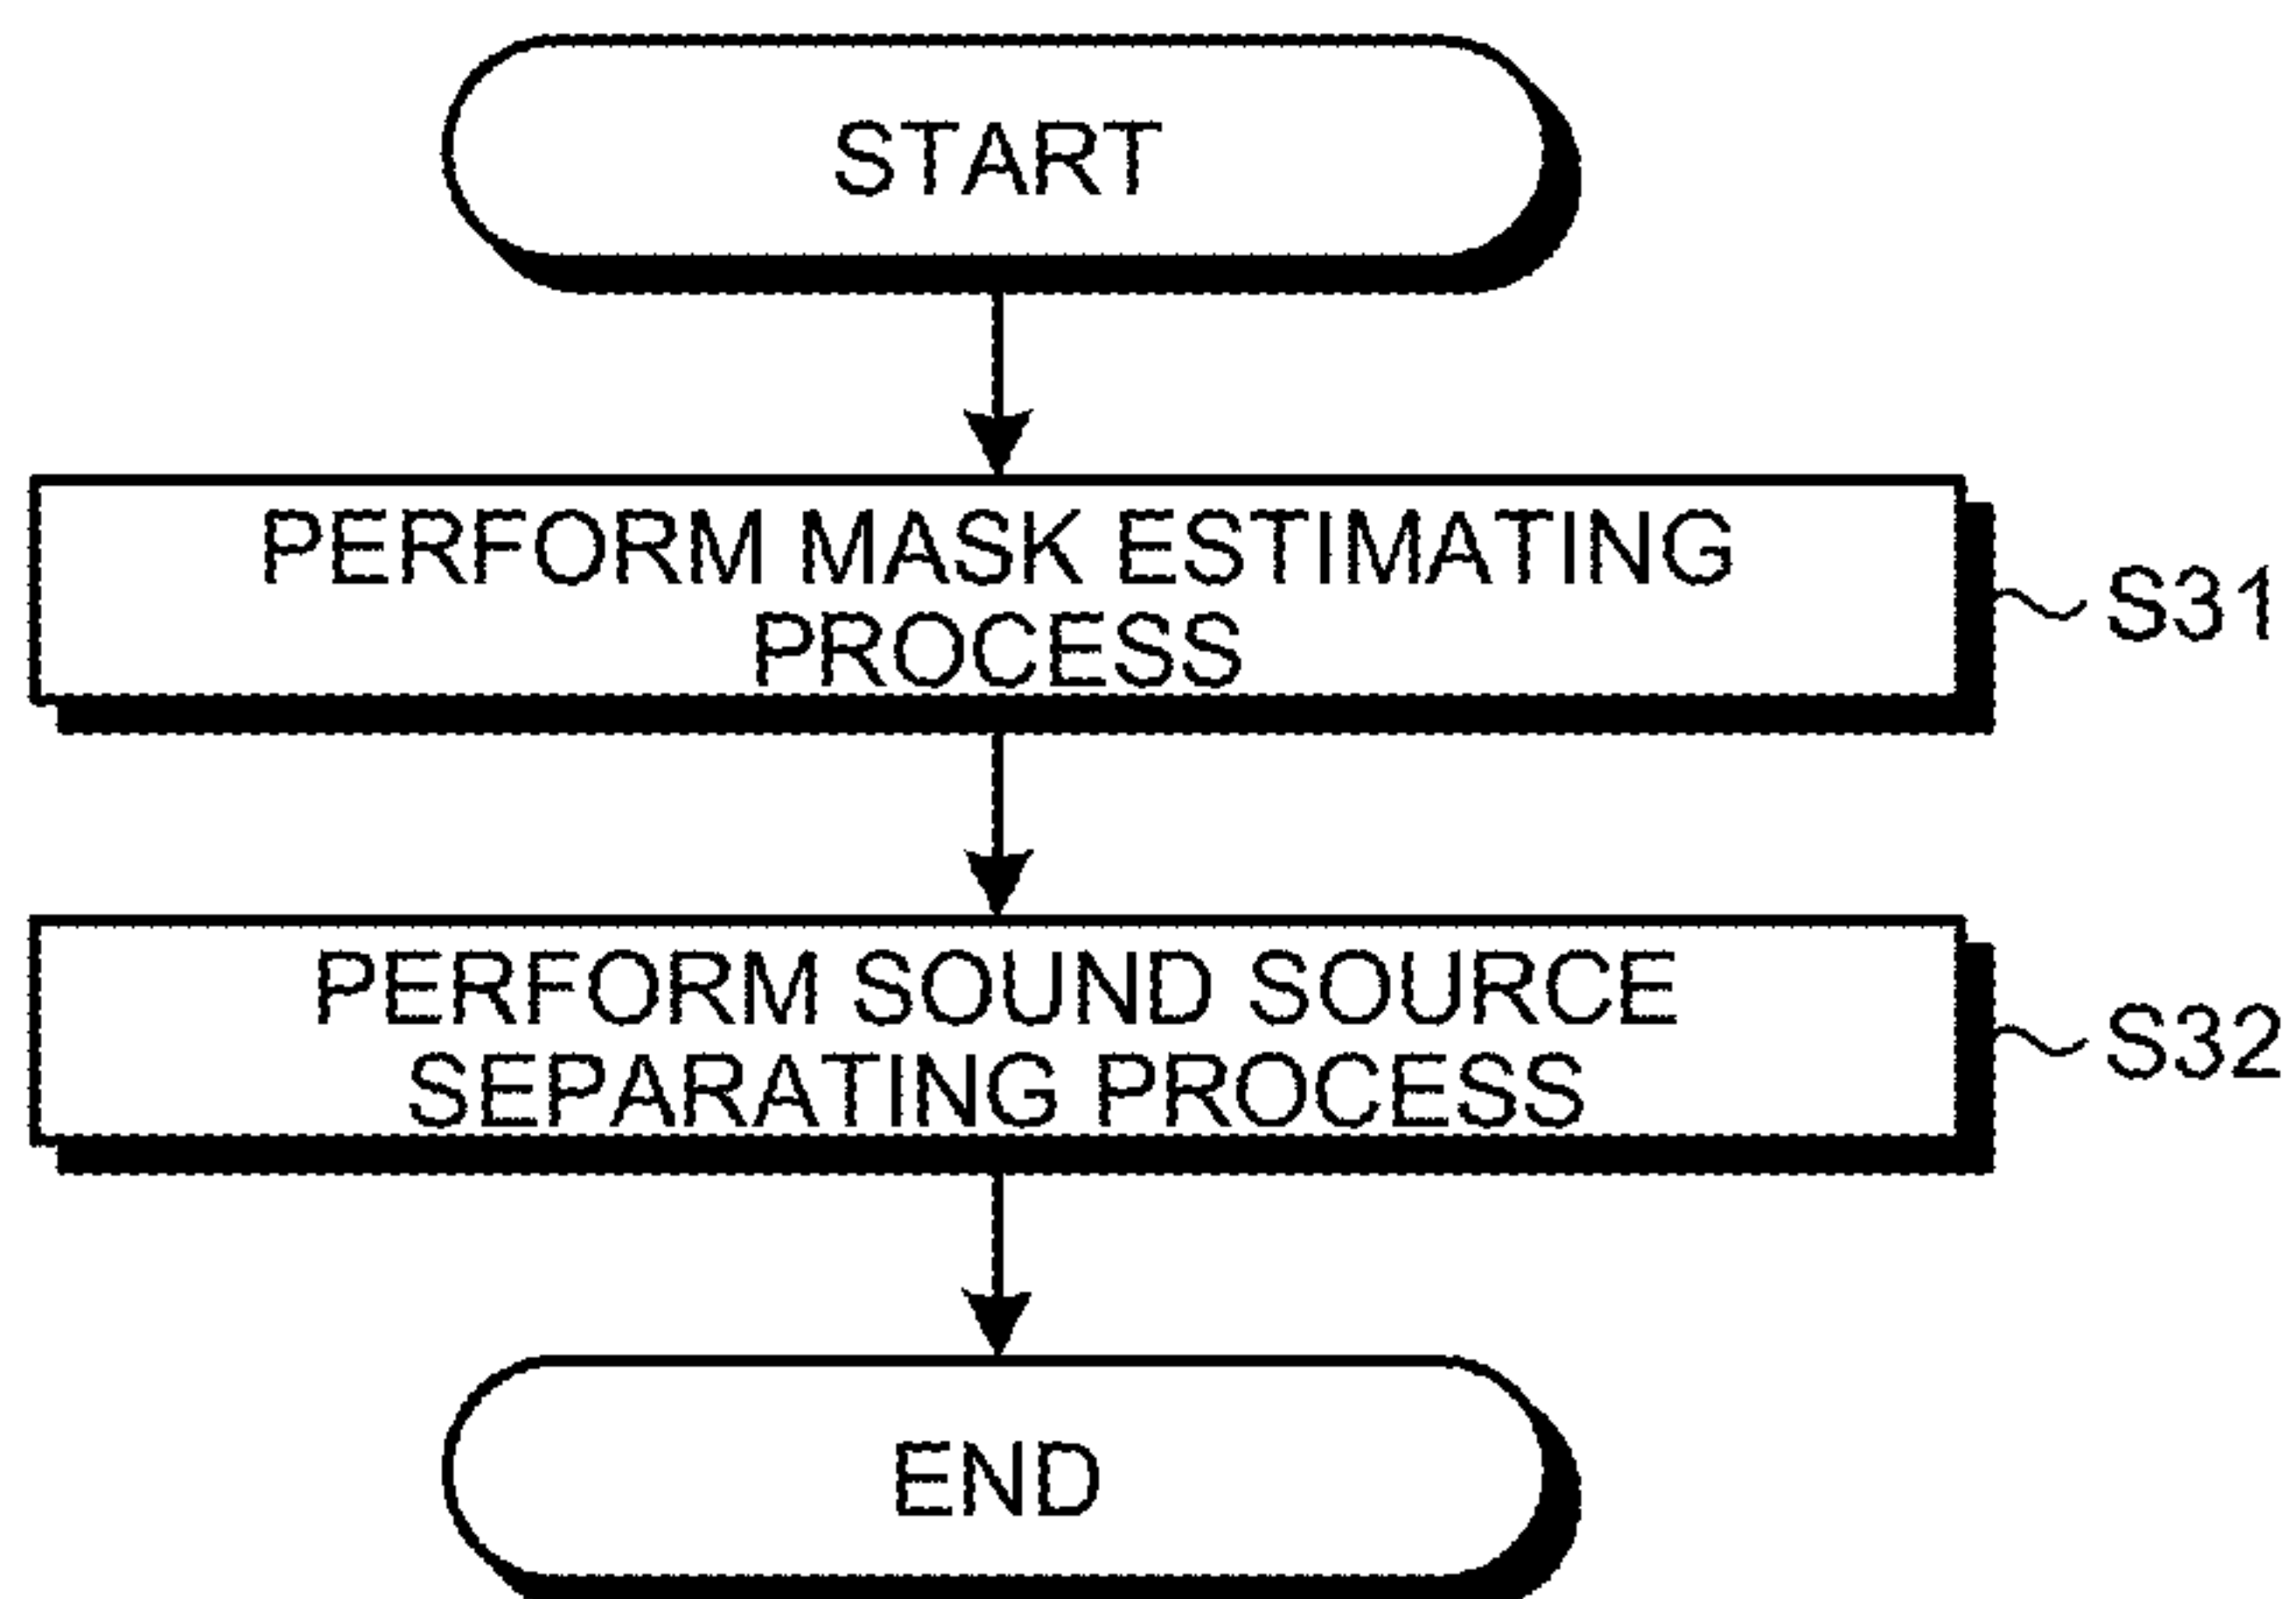 START
PERFORM MASK ESTIMATING
PROCESS
S31
PERFORM SOUND SOURCE
SEPARATING PROCESS
S32
END